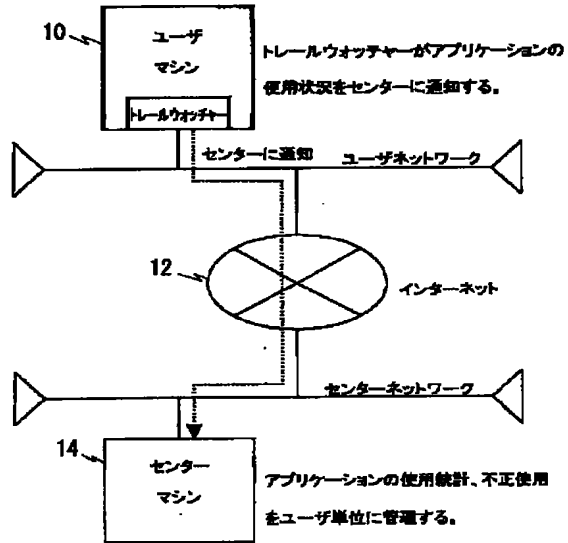 10
ユーザ
マシン
トレールウォッチャー
トレールウォッチャーがアプリケーションの
使用状況をセンターに通知する。
センターに通知
ユーザネットワーク
12
インターネット
センターネットワーク
14
センター
マシン
アプリケーションの使用統計、不正使用
をユーザ単位に管理する。